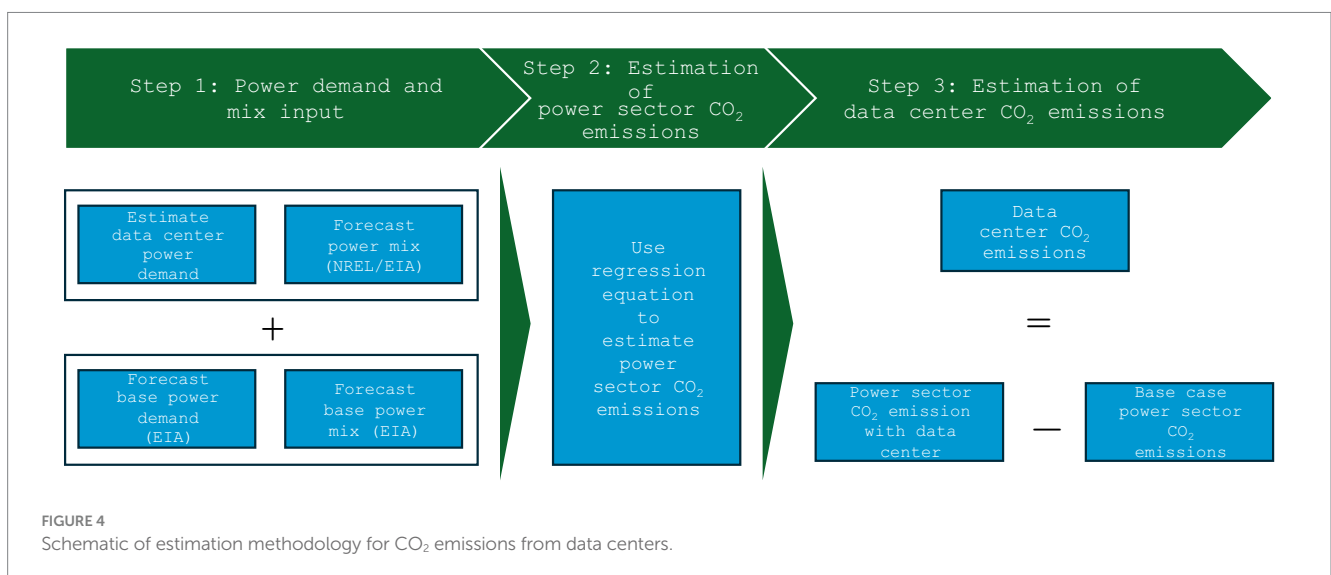 Step 1: Power demand and
mix input
Step 2: Estimation
of
power sector CO₂
emissions
Step 3: Estimation of
data center CO₂ emissions
Estimate
data center
power
demand
Forecast
power mix
(NREL/EIA)
+
Forecast
base power
demand
(EIA)
Forecast
base power
mix (EIA)
Use
regression
equation
to
estimate
power
sector CO₂
emissions
Data
center CO₂
emissions
=
Power sector
CO₂ emission
with data
center
−
Base case
power sector
CO₂
emissions
FIGURE 4
Schematic of estimation methodology for CO₂ emissions from data centers.